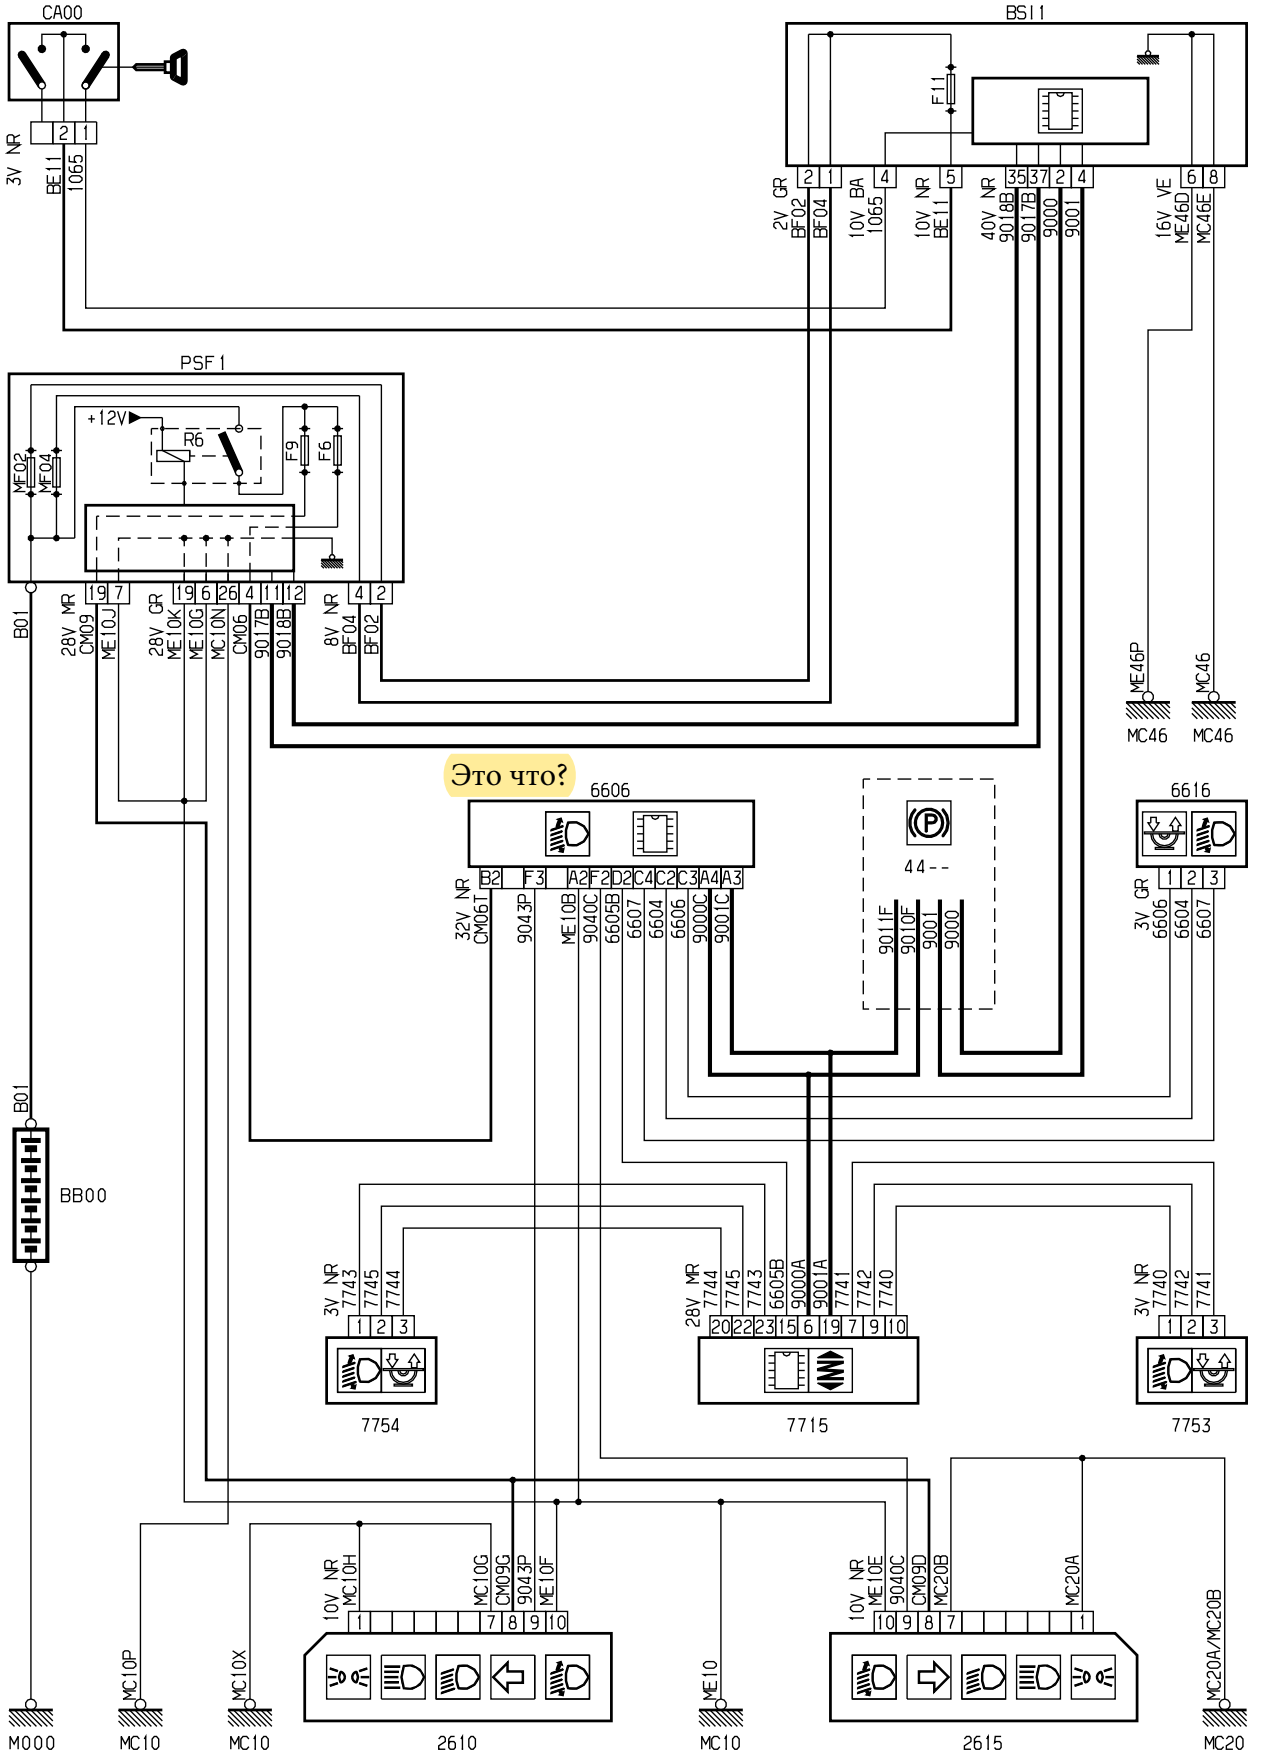 CA00
BSI1
F11
2 1
3V NR
BE11
1065
2 1 4 5 35 37 2 4 6 8
2V GR
BF02
BF04
10V BA
1065
10V NR
BE11
40V NR
9018B
9017B
9000
9001
16V VE
ME46D
MC46E
PSF1
+12V
R6
MF02
MF04
F9
F6
19 7 19 6 26 4 11 12 4 2
B01
28V MR
CM09
ME10J
28V GR
ME10K
ME10G
MC10N
CM06
9017B
9018B
8V NR
BF04
BF02
ME46P
MC46
MC46 MC46
Это что?
6606
6616
P
44--
B2 F3 A2 F2 D2 C4 C2 C3 A4 A3
1 2 3
32V NR
CM06T
9043P
ME10B
9040C
6605B
6607
6604
6606
9000C
9001C
9011F
9010F
9001
9000
3V GR
6606
6604
6607
B01
BB00
3V NR
7743
7745
7744
28V MR
7744
7745
7743
6605B
9000A
9001A
7741
7742
7740
3V NR
7740
7742
7741
1 2 3
20 22 23 15 6 19 7 9 10
1 2 3
7754
7715
7753
10V NR
MC10H
MC10G
CM09G
9043P
ME10F
10V NR
ME10E
9040C
CM09D
MC20B
MC20A
1 7 8 9 10
10 9 8 7 1
MC10P
MC10X
ME10
MC20A/MC20B
M000 MC10 MC10 2610 MC10 2615 MC20